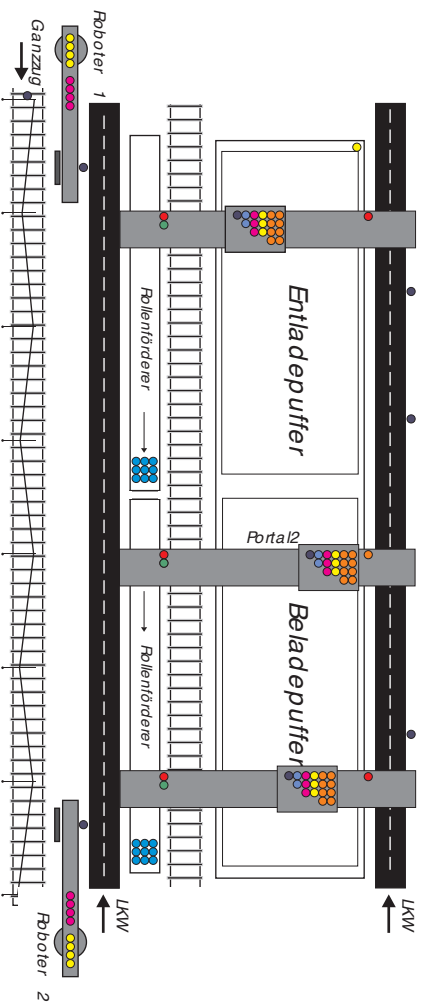 Roboter 1
Ganzzug
Rollenförderer
Entladepuffer
Portal2
Rollenförderer
Beladepuffer
LKW
LKW
Roboter 2